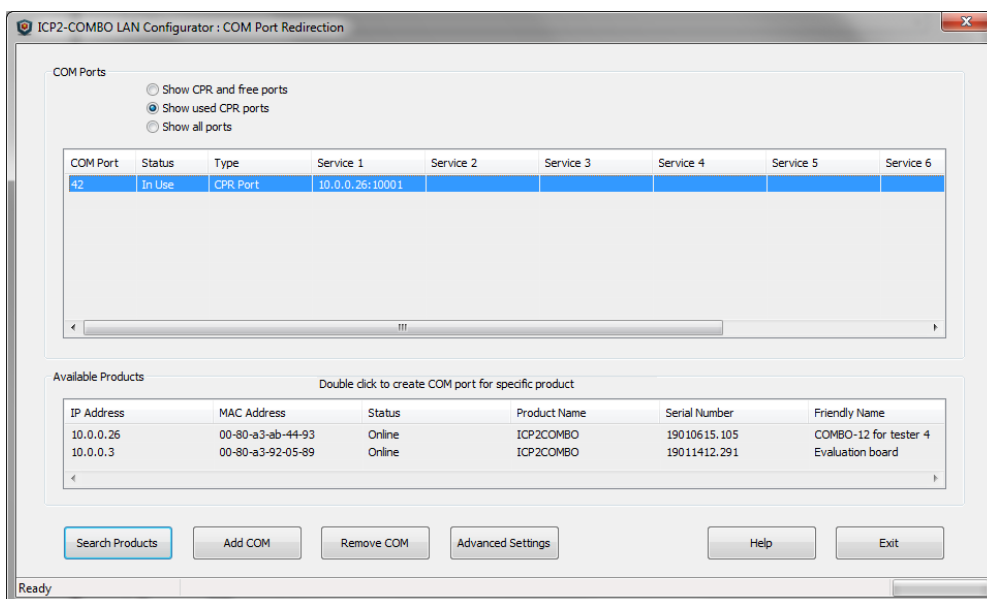 ICP2-COMBO LAN Configurator : COM Port Redirection
COM Ports
Show CPR and free ports
Show used CPR ports
Show all ports
COM Port Status Type Service 1 Service 2 Service 3 Service 4 Service 5 Service 6
42 In Use CPR Port 10.0.0.26:10001
Available Products
Double click to create COM port for specific product
IP Address MAC Address Status Product Name Serial Number Friendly Name
10.0.0.26 00-80-a3-ab-44-93 Online ICP2COMBO 19010615.105 COMBO-12 for tester 4
10.0.0.3 00-80-a3-92-05-89 Online ICP2COMBO 19011412.291 Evaluation board
Search Products Add COM Remove COM Advanced Settings Help Exit
Ready